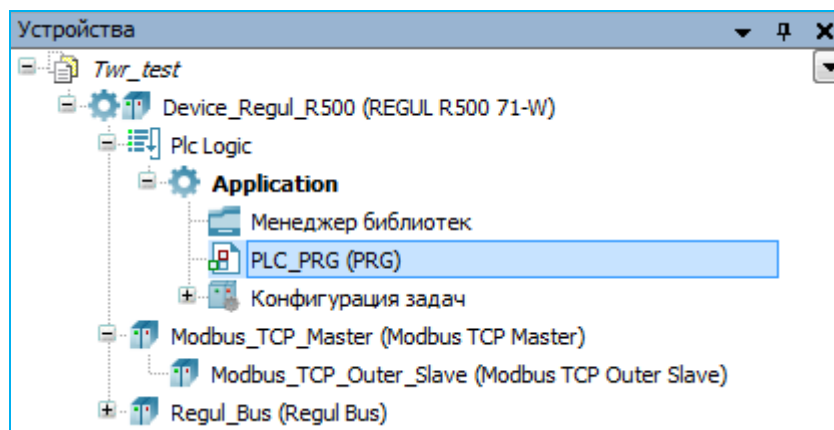 Устройства
Twr_test
Device_Regul_R500 (REGUL R500 71-W)
Plc Logic
Application
Менеджер библиотек
PLC_PRG (PRG)
Конфигурация задач
Modbus_TCP_Master (Modbus TCP Master)
Modbus_TCP_Outer_Slave (Modbus TCP Outer Slave)
Regul_Bus (Regul Bus)